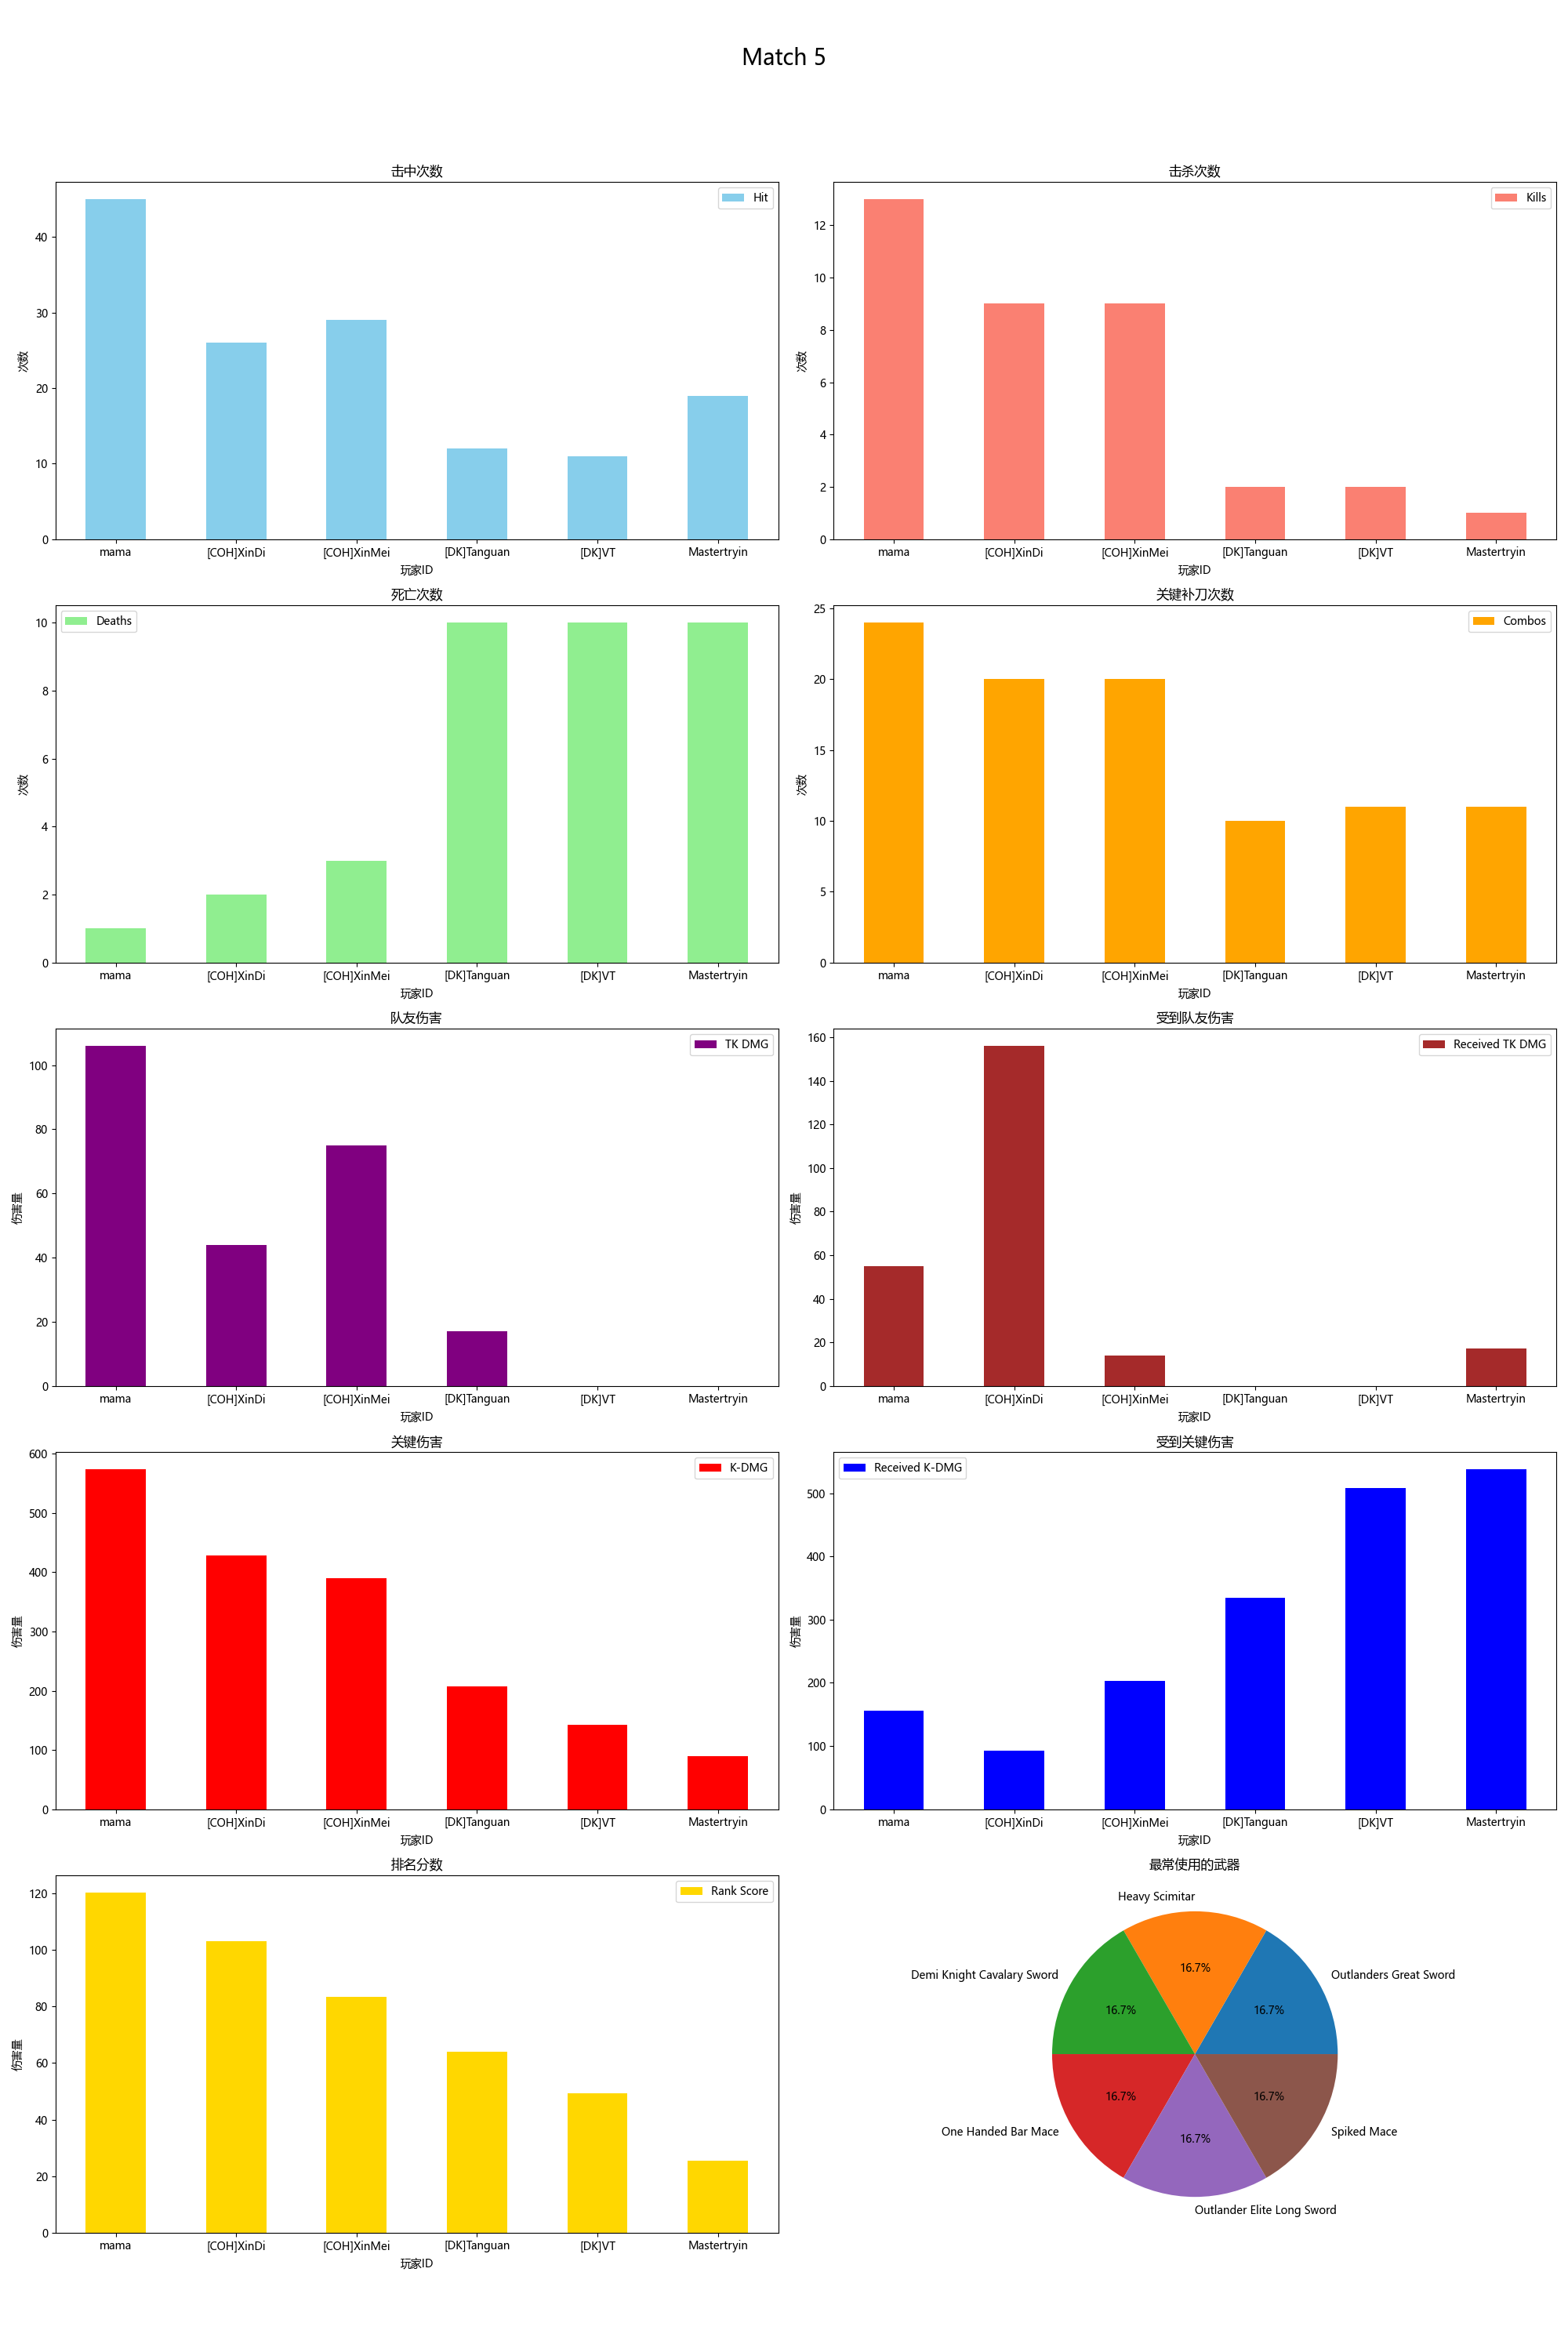 Match 5
击中次数
Hit
次数
40
30
20
10
0
mama [COH]XinDi [COH]XinMei [DK]Tanguan [DK]VT Mastertryin
玩家ID
击杀次数
Kills
次数
12
10
8
6
4
2
0
mama [COH]XinDi [COH]XinMei [DK]Tanguan [DK]VT Mastertryin
玩家ID
死亡次数
Deaths
次数
10
8
6
4
2
0
mama [COH]XinDi [COH]XinMei [DK]Tanguan [DK]VT Mastertryin
玩家ID
关键补刀次数
Combos
次数
25
20
15
10
5
0
mama [COH]XinDi [COH]XinMei [DK]Tanguan [DK]VT Mastertryin
玩家ID
队友伤害
TK DMG
伤害量
100
80
60
40
20
0
mama [COH]XinDi [COH]XinMei [DK]Tanguan [DK]VT Mastertryin
玩家ID
受到队友伤害
Received TK DMG
伤害量
160
140
120
100
80
60
40
20
0
mama [COH]XinDi [COH]XinMei [DK]Tanguan [DK]VT Mastertryin
玩家ID
关键伤害
K-DMG
伤害量
600
500
400
300
200
100
0
mama [COH]XinDi [COH]XinMei [DK]Tanguan [DK]VT Mastertryin
玩家ID
受到关键伤害
Received K-DMG
伤害量
500
400
300
200
100
0
mama [COH]XinDi [COH]XinMei [DK]Tanguan [DK]VT Mastertryin
玩家ID
排名分数
Rank Score
伤害量
120
100
80
60
40
20
0
mama [COH]XinDi [COH]XinMei [DK]Tanguan [DK]VT Mastertryin
玩家ID
最常使用的武器
Heavy Scimitar
16.7%
Demi Knight Cavalary Sword
16.7%
Outlanders Great Sword
16.7%
One Handed Bar Mace
16.7%
Spiked Mace
16.7%
Outlander Elite Long Sword
16.7%